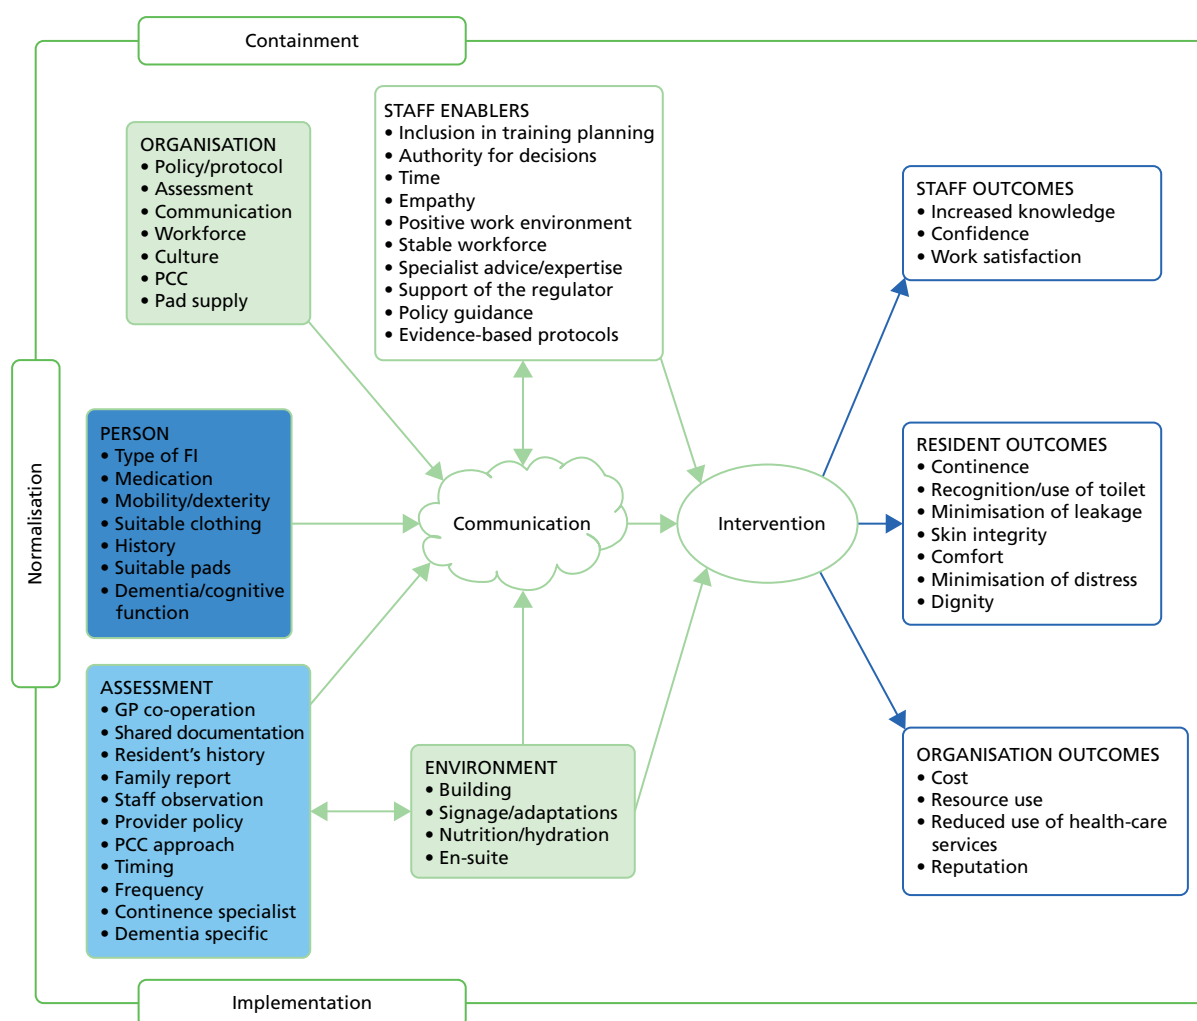 Containment
ORGANISATION
• Policy/protocol
• Assessment
• Communication
• Workforce
• Culture
• PCC
• Pad supply
STAFF ENABLERS
• Inclusion in training planning
• Authority for decisions
• Time
• Empathy
• Positive work environment
• Stable workforce
• Specialist advice/expertise
• Support of the regulator
• Policy guidance
• Evidence-based protocols
STAFF OUTCOMES
• Increased knowledge
• Confidence
• Work satisfaction
Normalisation
PERSON
• Type of FI
• Medication
• Mobility/dexterity
• Suitable clothing
• History
• Suitable pads
• Dementia/cognitive
function
Communication
Intervention
RESIDENT OUTCOMES
• Continence
• Recognition/use of toilet
• Minimisation of leakage
• Skin integrity
• Comfort
• Minimisation of distress
• Dignity
ASSESSMENT
• GP co-operation
• Shared documentation
• Resident's history
• Family report
• Staff observation
• Provider policy
• PCC approach
• Timing
• Frequency
• Continence specialist
• Dementia specific
ENVIRONMENT
• Building
• Signage/adaptations
• Nutrition/hydration
• En-suite
ORGANISATION OUTCOMES
• Cost
• Resource use
• Reduced use of health-care
services
• Reputation
Implementation